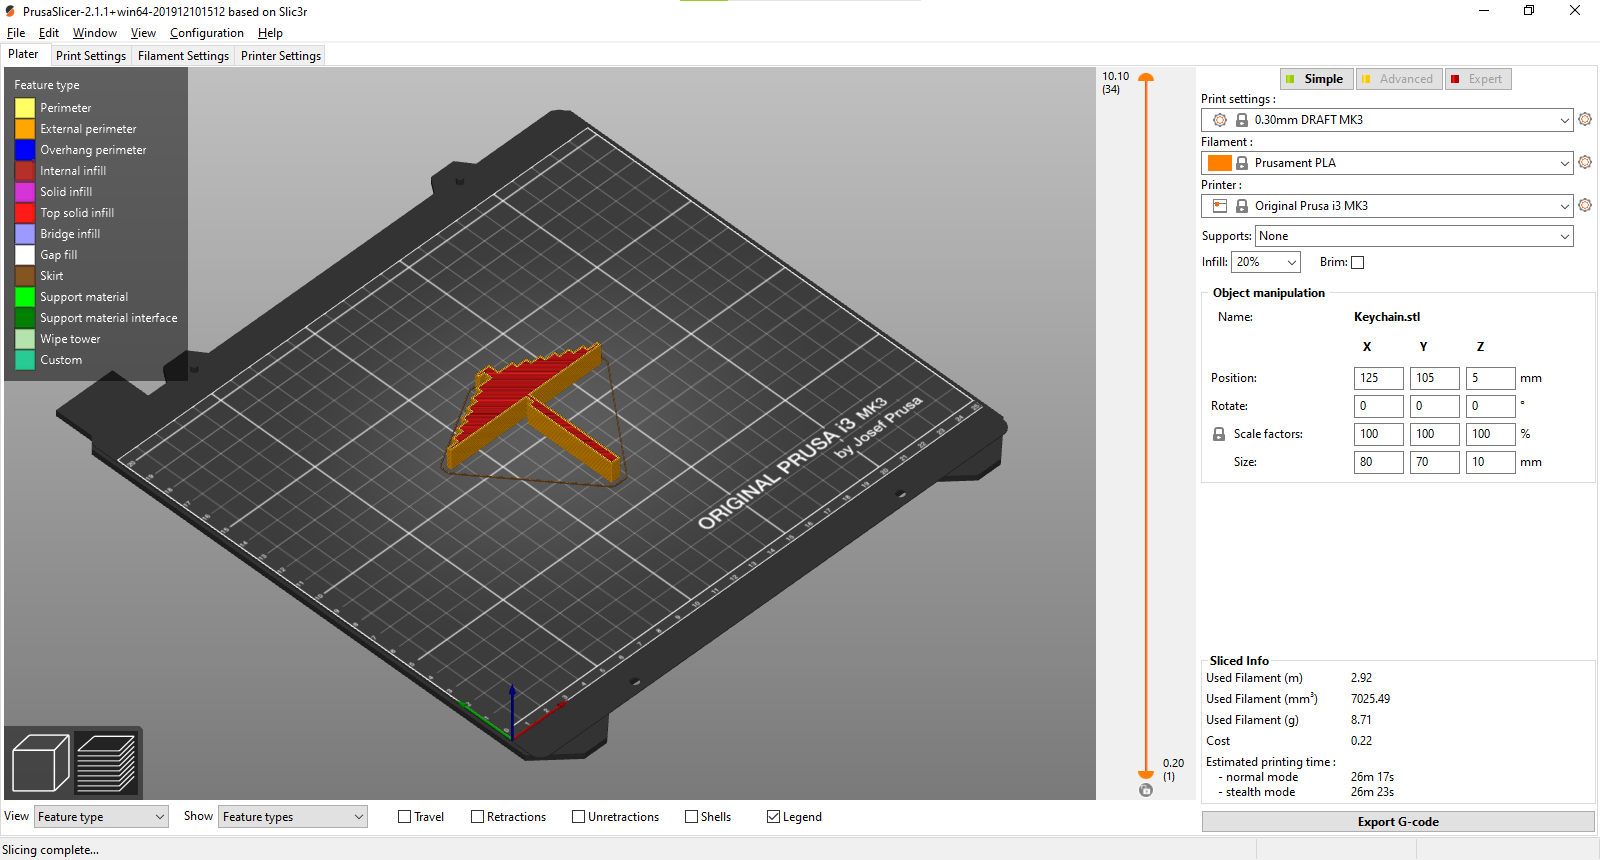 PrusaSlicer-2.1.1+win64-201912101512 based on Slic3r
File Edit Window View Configuration Help
Plater Print Settings Filament Settings Printer Settings
Feature type
Perimeter
External perimeter
Overhang perimeter
Internal infill
Solid infill
Top solid infill
Bridge infill
Gap fill
Skirt
Support material
Support material interface
Wipe tower
Custom
ORIGINAL PRUSA i3 MK3
by Josef Prusa
10.10
(34)
0.20
(1)
Simple Advanced Expert
Print settings :
0.30mm DRAFT MK3
Filament :
Prusament PLA
Printer :
Original Prusa i3 MK3
Supports: None
Infill: 20% Brim:
Object manipulation
Name: Keychain.stl
X Y Z
Position: 125 105 5 mm
Rotate: 0 0 0 °
Scale factors: 100 100 100 %
Size: 80 70 10 mm
Sliced Info
Used Filament (m) 2.92
Used Filament (mm³) 7025.49
Used Filament (g) 8.71
Cost 0.22
Estimated printing time :
- normal mode 26m 17s
- stealth mode 26m 23s
Export G-code
View Feature type Show Feature types Travel Retractions Unretractions Shells Legend
Slicing complete...